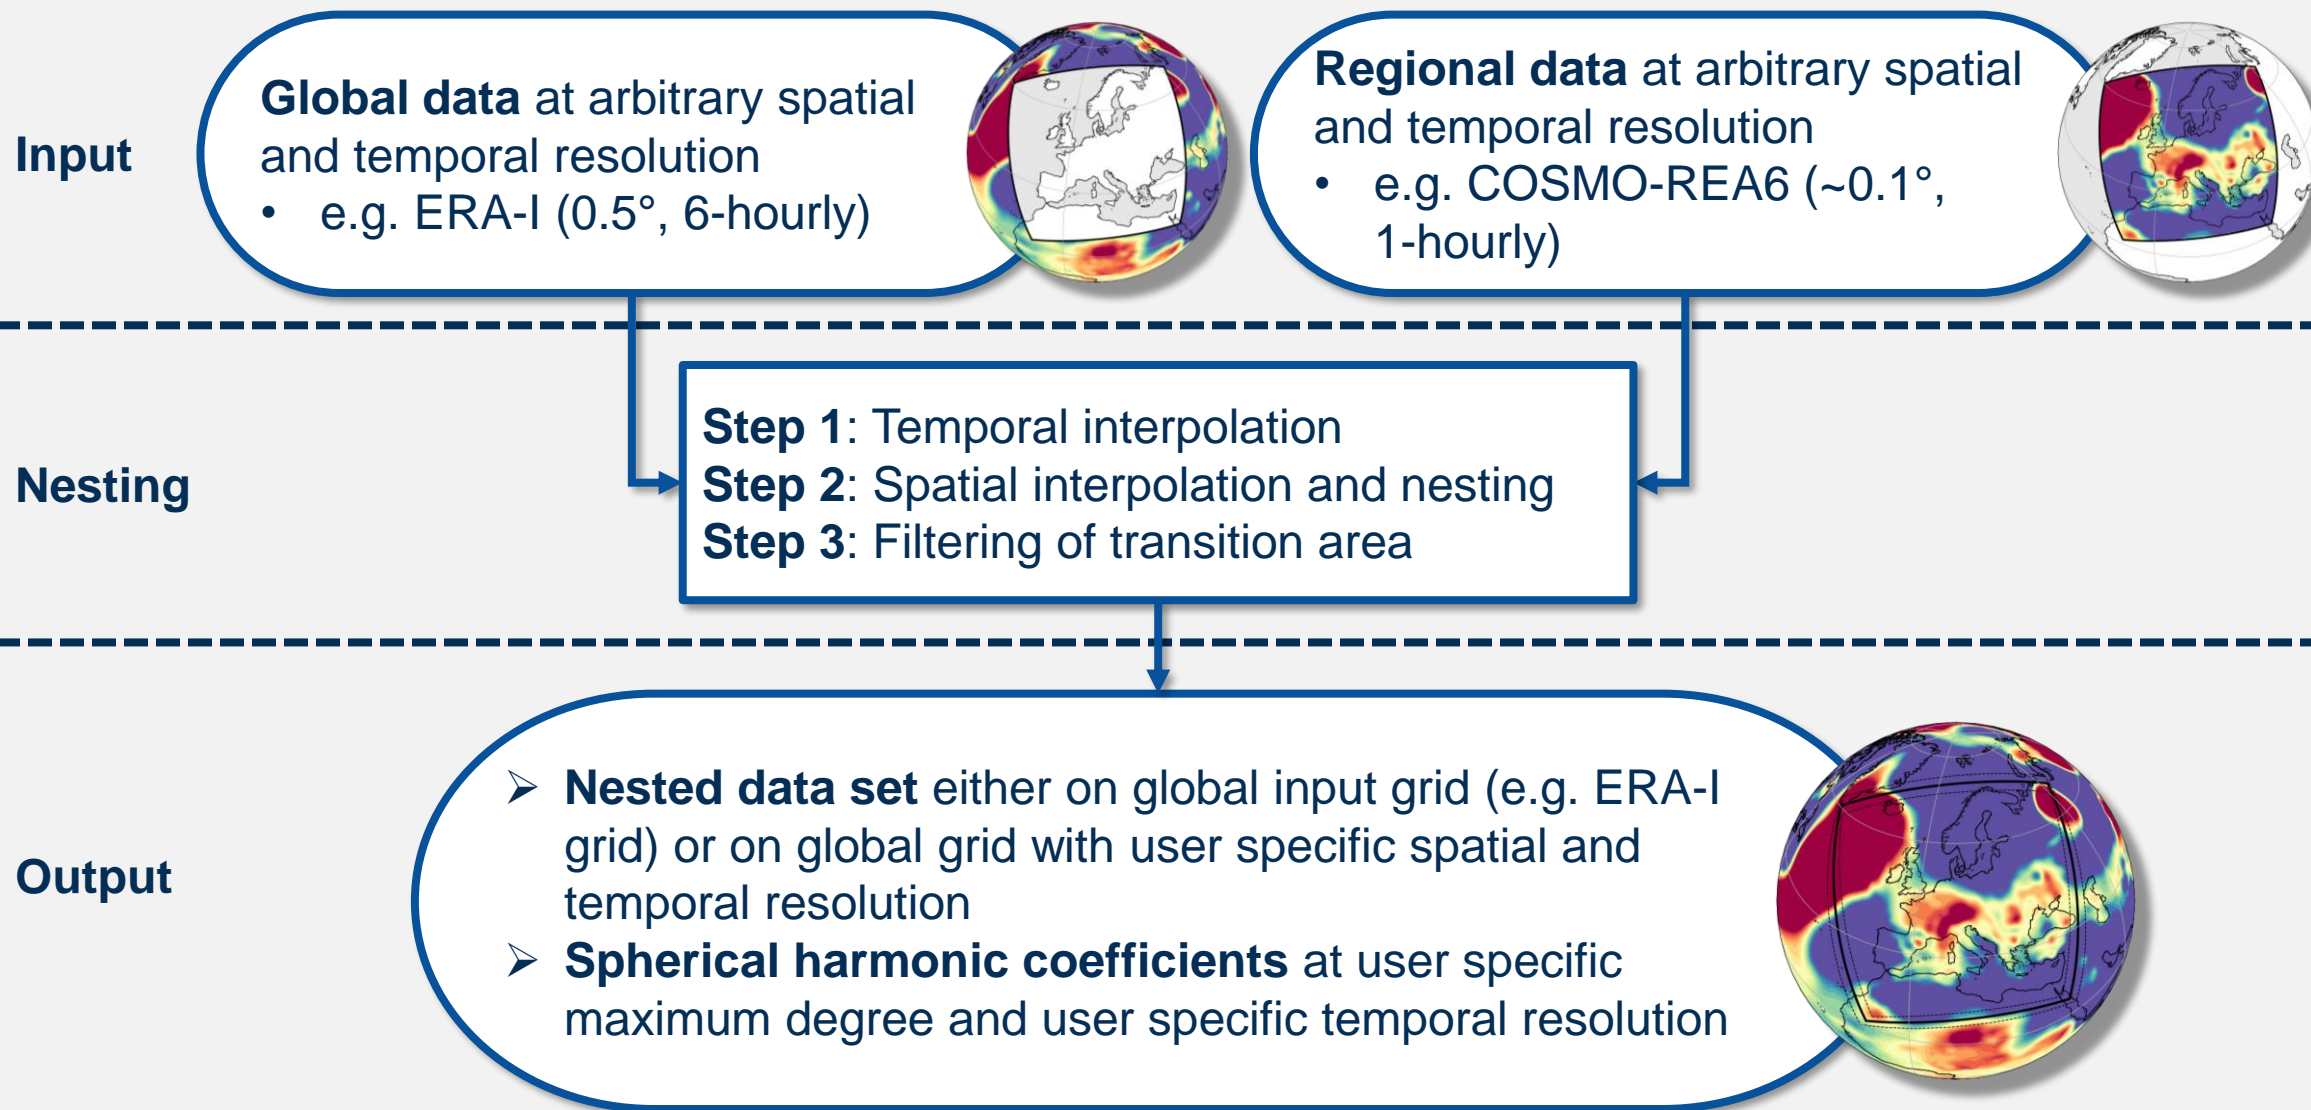 Input
Global data at arbitrary spatial
and temporal resolution
• e.g. ERA-I (0.5°, 6-hourly)
Regional data at arbitrary spatial
and temporal resolution
• e.g. COSMO-REA6 (~0.1°,
1-hourly)
Nesting
Step 1: Temporal interpolation
Step 2: Spatial interpolation and nesting
Step 3: Filtering of transition area
Output
➢ Nested data set either on global input grid (e.g. ERA-I
grid) or on global grid with user specific spatial and
temporal resolution
➢ Spherical harmonic coefficients at user specific
maximum degree and user specific temporal resolution